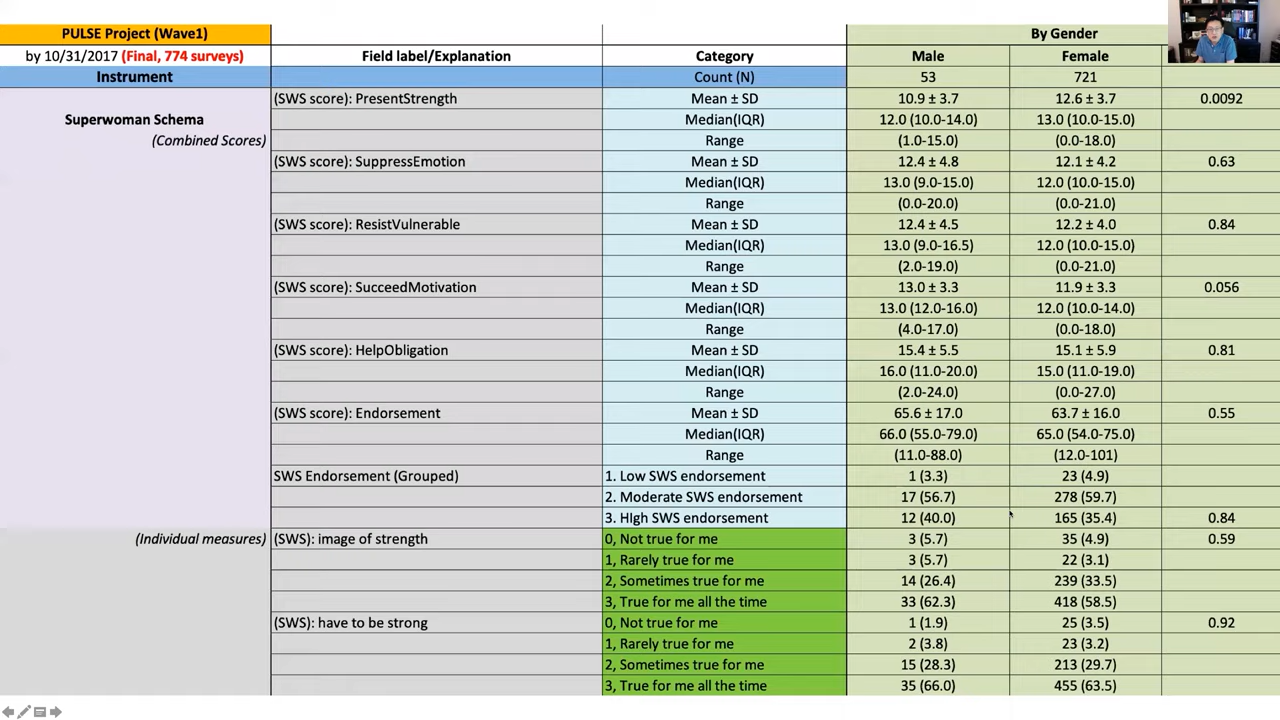 PULSE Project (Wave1) By Gender
by 10/31/2017 (Final, 774 surveys) Field label/Explanation Category Male Female
Instrument Count (N) 53 721
(SWS score): PresentStrength Mean ± SD 10.9 ± 3.7 12.6 ± 3.7 0.0092
Superwoman Schema Median(IQR) 12.0 (10.0-14.0) 13.0 (10.0-15.0)
(Combined Scores) Range (1.0-15.0) (0.0-18.0)
(SWS score): SuppressEmotion Mean ± SD 12.4 ± 4.8 12.1 ± 4.2 0.63
Median(IQR) 13.0 (9.0-15.0) 12.0 (10.0-15.0)
Range (0.0-20.0) (0.0-21.0)
(SWS score): ResistVulnerable Mean ± SD 12.4 ± 4.5 12.2 ± 4.0 0.84
Median(IQR) 13.0 (9.0-16.5) 12.0 (10.0-15.0)
Range (2.0-19.0) (0.0-21.0)
(SWS score): SucceedMotivation Mean ± SD 13.0 ± 3.3 11.9 ± 3.3 0.056
Median(IQR) 13.0 (12.0-16.0) 12.0 (10.0-14.0)
Range (4.0-17.0) (0.0-18.0)
(SWS score): HelpObligation Mean ± SD 15.4 ± 5.5 15.1 ± 5.9 0.81
Median(IQR) 16.0 (11.0-20.0) 15.0 (11.0-19.0)
Range (2.0-24.0) (0.0-27.0)
(SWS score): Endorsement Mean ± SD 65.6 ± 17.0 63.7 ± 16.0 0.55
Median(IQR) 66.0 (55.0-79.0) 65.0 (54.0-75.0)
Range (11.0-88.0) (12.0-101)
SWS Endorsement (Grouped) 1. Low SWS endorsement 1 (3.3) 23 (4.9)
2. Moderate SWS endorsement 17 (56.7) 278 (59.7)
3. HIgh SWS endorsement 12 (40.0) 165 (35.4) 0.84
(Individual measures) (SWS): image of strength 0, Not true for me 3 (5.7) 35 (4.9) 0.59
1, Rarely true for me 3 (5.7) 22 (3.1)
2, Sometimes true for me 14 (26.4) 239 (33.5)
3, True for me all the time 33 (62.3) 418 (58.5)
(SWS): have to be strong 0, Not true for me 1 (1.9) 25 (3.5) 0.92
1, Rarely true for me 2 (3.8) 23 (3.2)
2, Sometimes true for me 15 (28.3) 213 (29.7)
3, True for me all the time 35 (66.0) 455 (63.5)